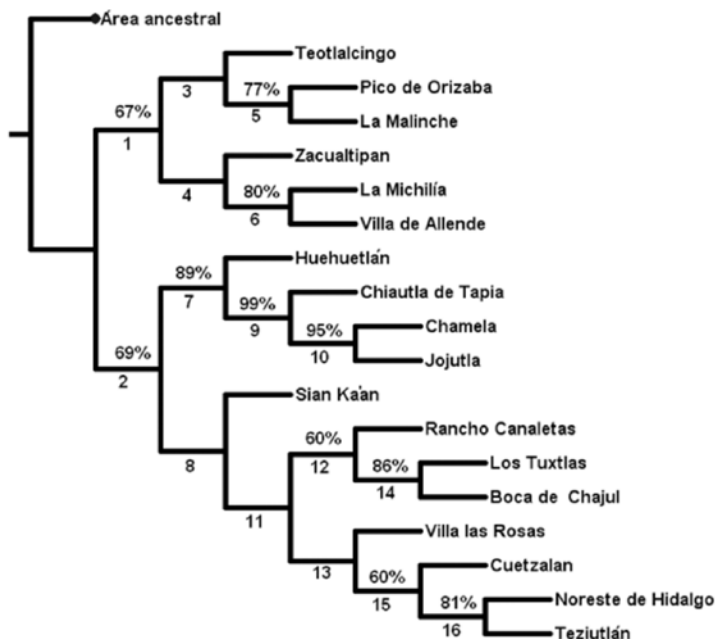 Área ancestral
Teotlalcingo
77%
Pico de Orizaba
3
67%
5
La Malinche
1
Zacualtipan
80%
La Michilía
4
6
Villa de Allende
Huehuetlán
89%
7
Chiautla de Tapia
99%
9
Chamela
95%
10
Jojutla
69%
2
Sian Ka'an
Rancho Canaletas
60%
8
12
Los Tuxtlas
86%
14
Boca de Chajul
11
Villa las Rosas
13
Cuetzalan
60%
15
Noreste de Hidalgo
81%
16
Teziutlán